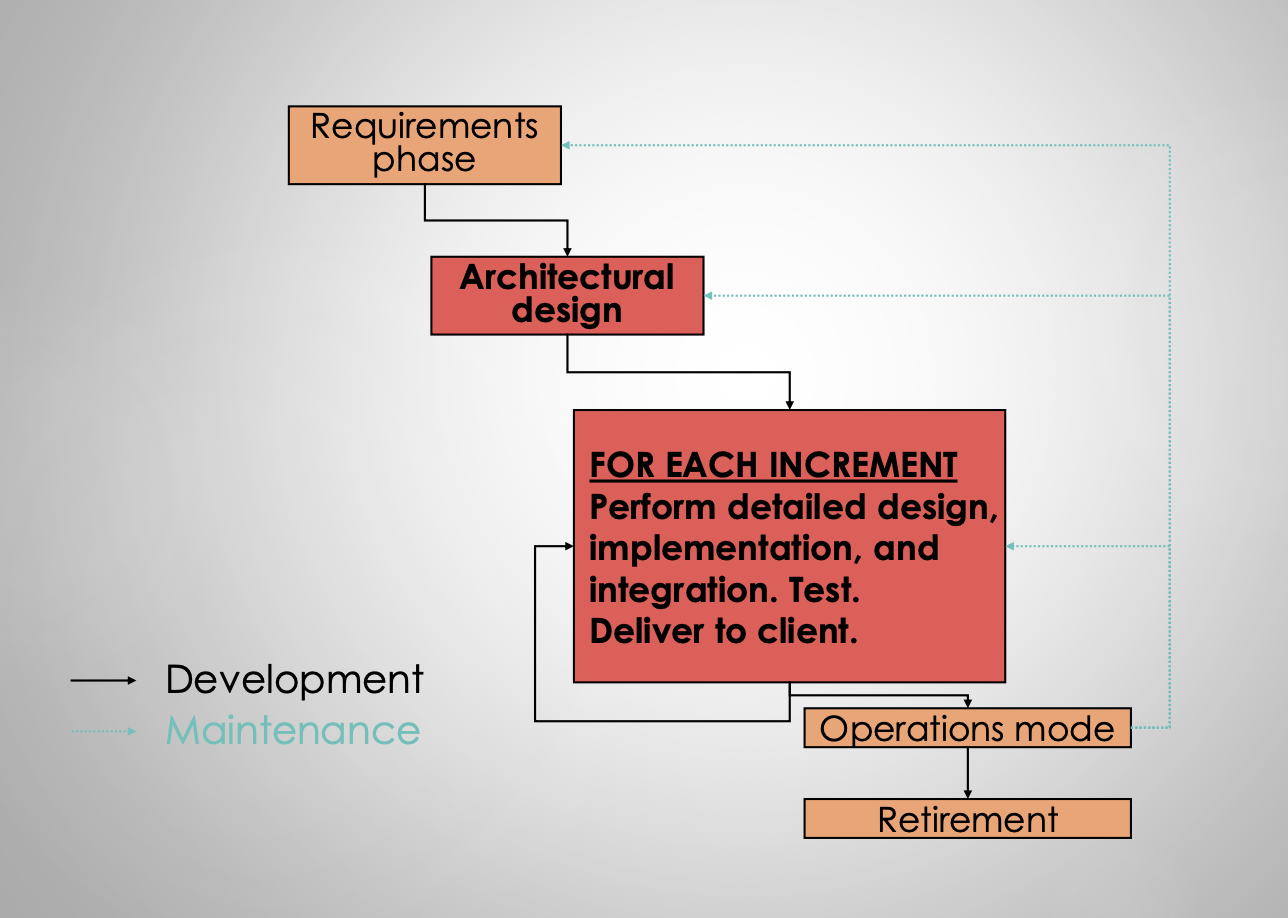 Requirements
phase
Architectural
design
FOR EACH INCREMENT
Perform detailed design,
implementation, and
integration. Test.
Deliver to client.
Development
Maintenance
Operations mode
Retirement